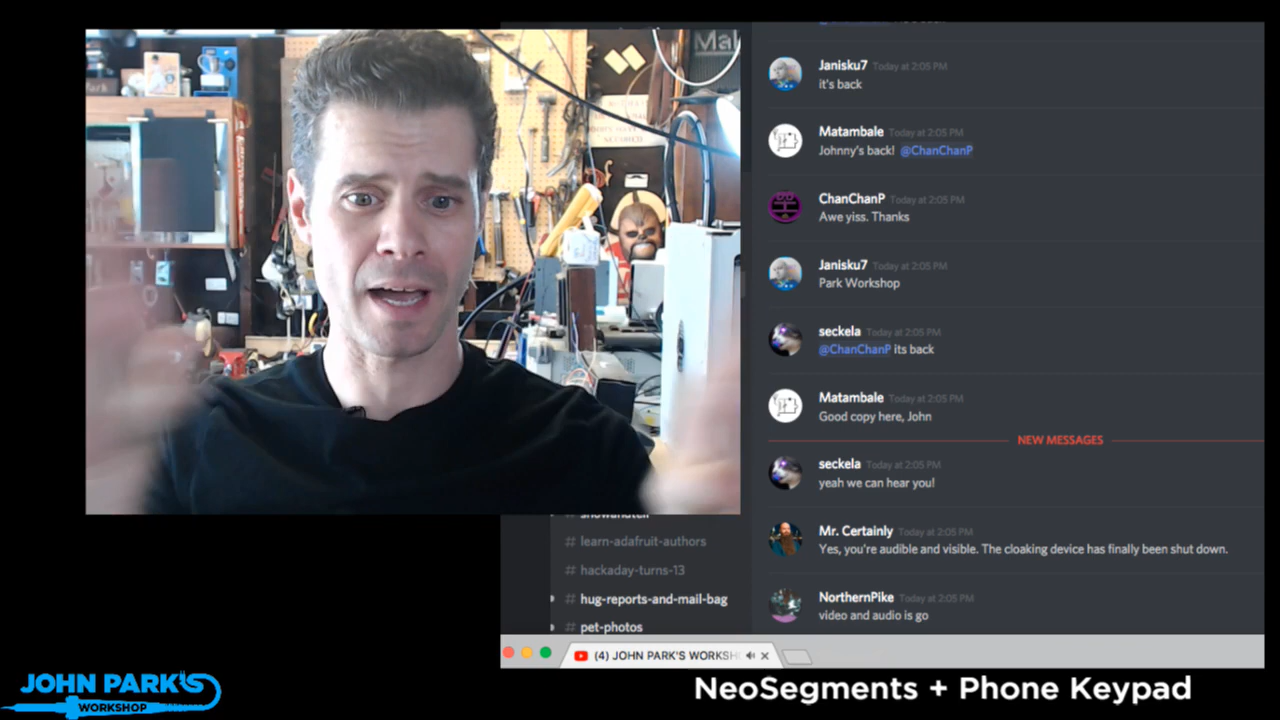 Mal
Janisku7 Today at 2:05 PM
it's back
Matambale Today at 2:05 PM
Johnny's back! @ChanChanP
ChanChanP Today at 2:05 PM
Awe yiss. Thanks
Janisku7 Today at 2:05 PM
Park Workshop
seckela Today at 2:05 PM
@ChanChanP its back
Matambale Today at 2:05 PM
Good copy here, John
NEW MESSAGES
seckela Today at 2:05 PM
yeah we can hear you!
Mr. Certainly Today at 2:05 PM
Yes, you're audible and visible. The cloaking device has finally been shut down.
NorthernPike Today at 2:05 PM
video and audio is go
showandtell
# learn-adafruit-authors
# hackaday-turns-13
# hug-reports-and-mail-bag
# pet-photos
(4) JOHN PARK'S WORKSH
JOHN PARK'S
WORKSHOP
NeoSegments + Phone Keypad